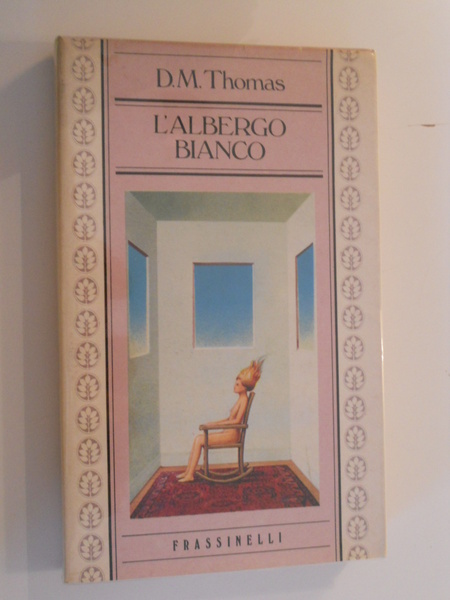 D.M. Thomas
L'ALBERGO
BIANCO
FRASSINELLI